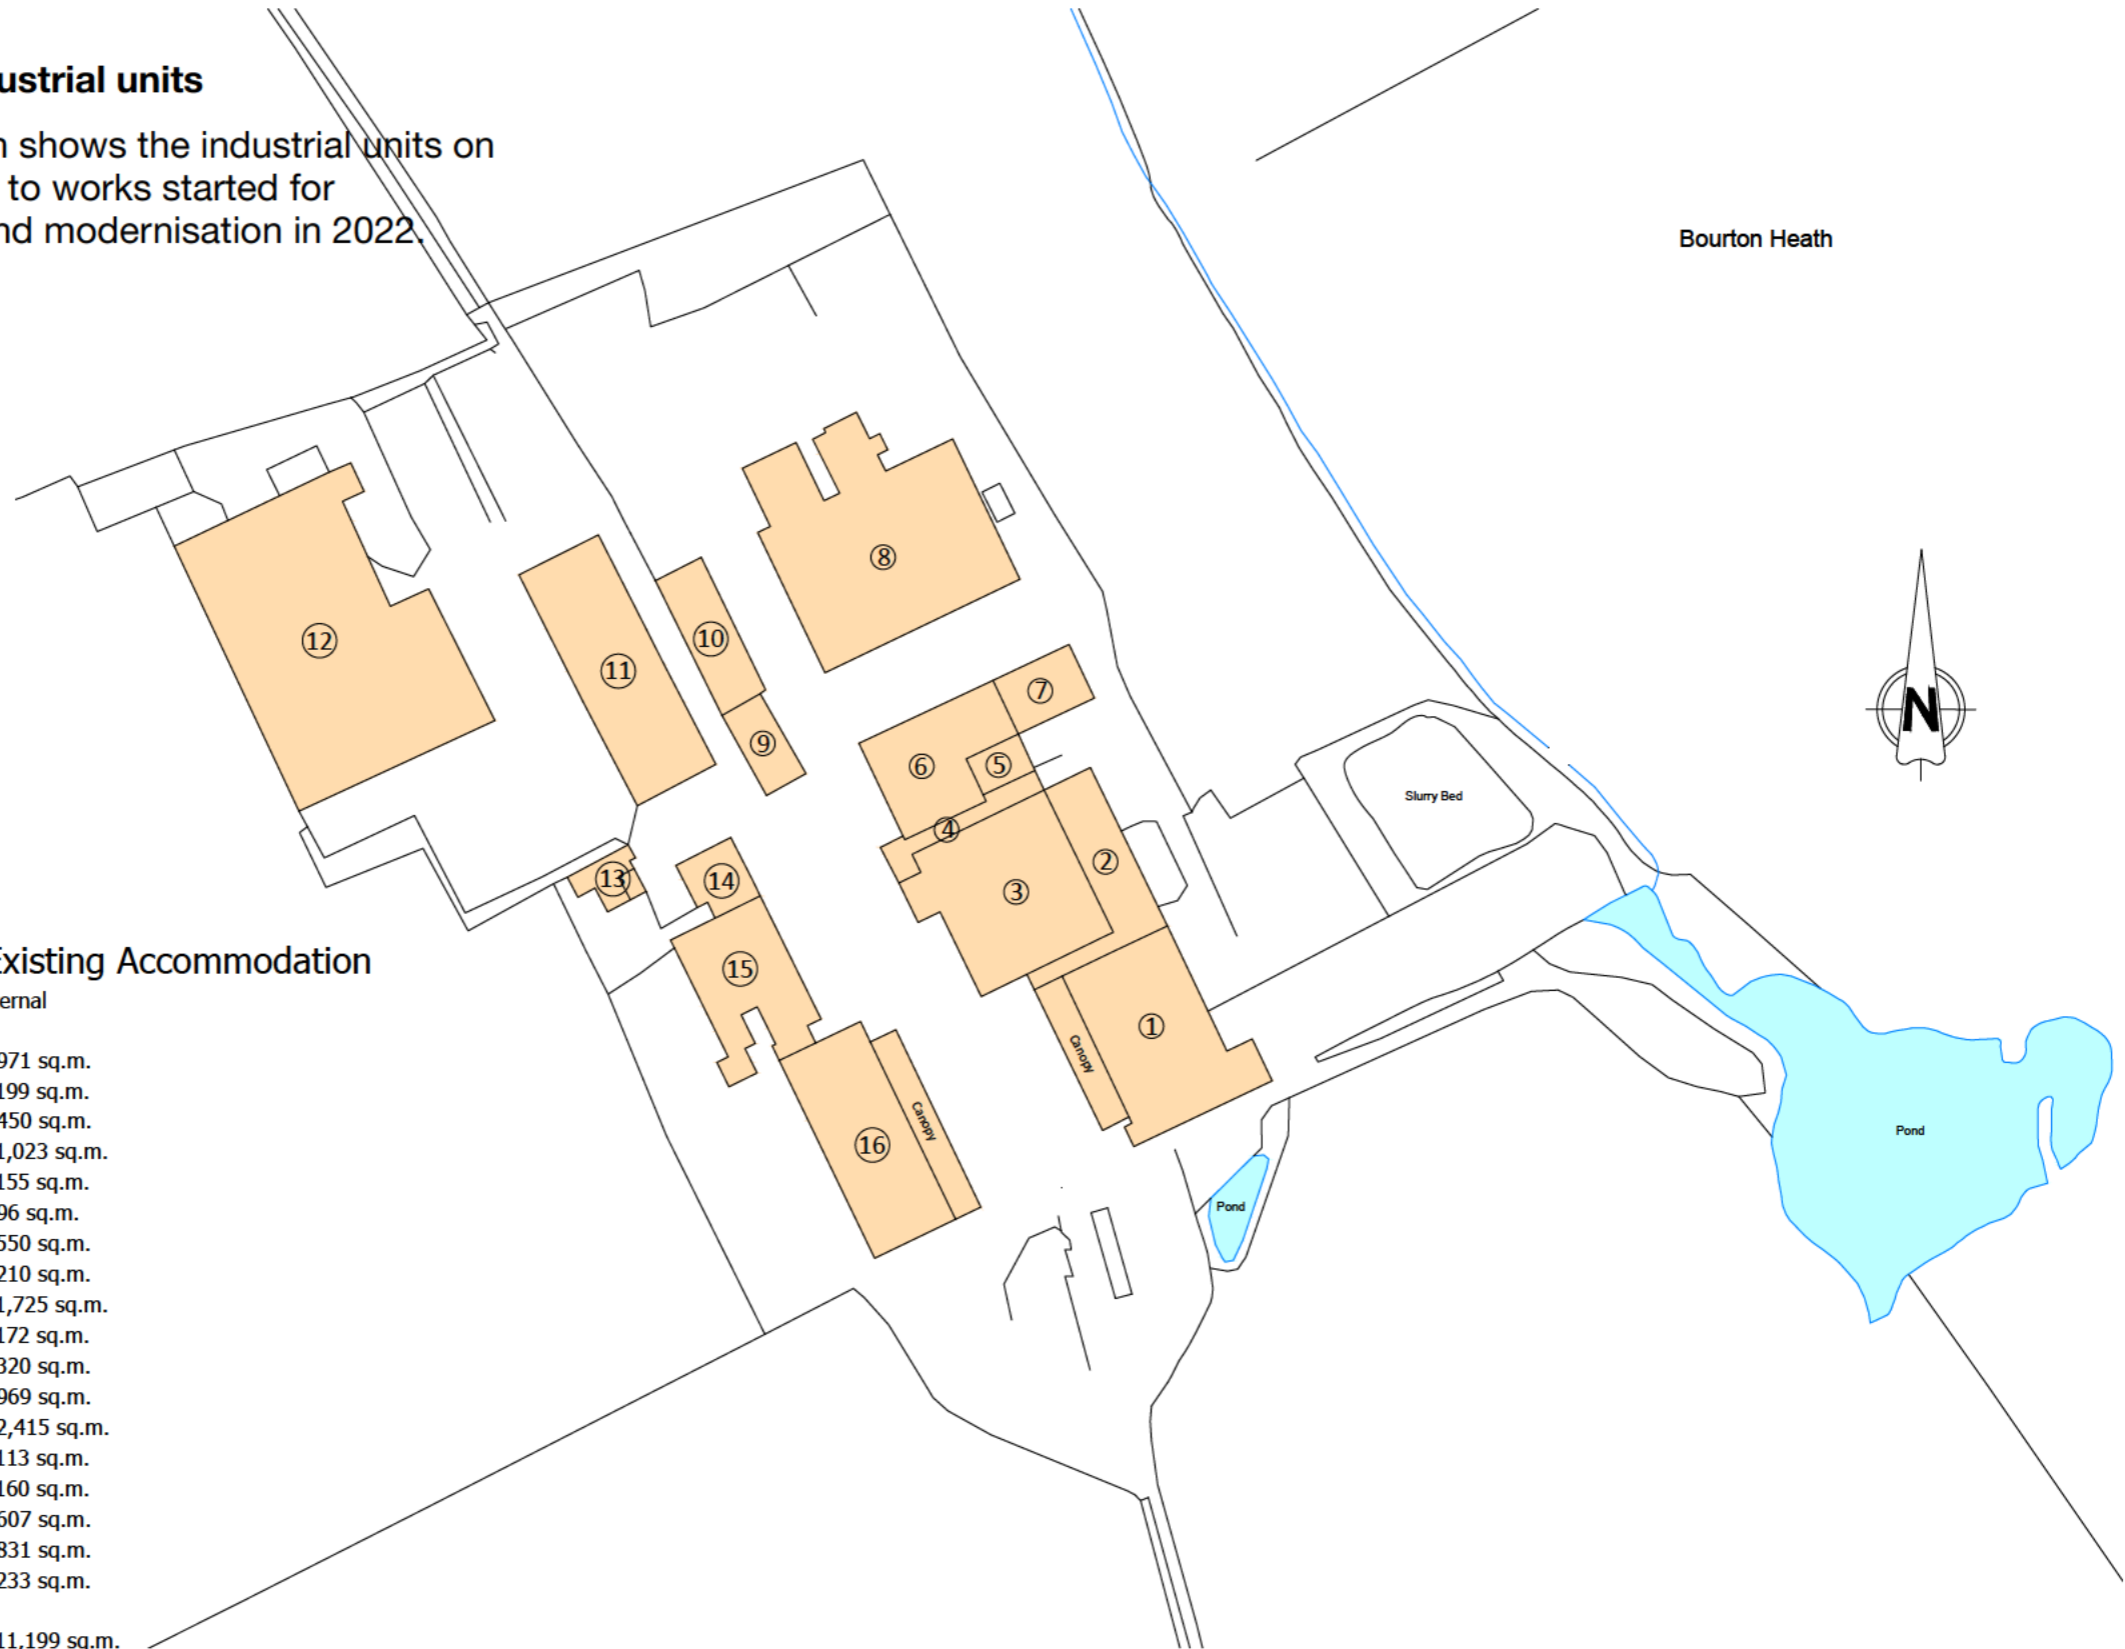 ustrial units
n shows the industrial units on
to works started for
nd modernisation in 2022.
Bourton Heath
⑧
⑫
⑩
⑪
⑦
N
⑨
⑥
⑤
Slurry Bed
④
②
⑬
⑭
③
Existing Accommodation
⑮
ernal
①
Canopy
971 sq.m.
199 sq.m.
450 sq.m.
1,023 sq.m.
155 sq.m.
96 sq.m.
550 sq.m.
210 sq.m.
1,725 sq.m.
172 sq.m.
320 sq.m.
969 sq.m.
2,415 sq.m.
113 sq.m.
160 sq.m.
607 sq.m.
831 sq.m.
233 sq.m.
11,199 sq.m.
Canopy
⑯
Pond
Pond